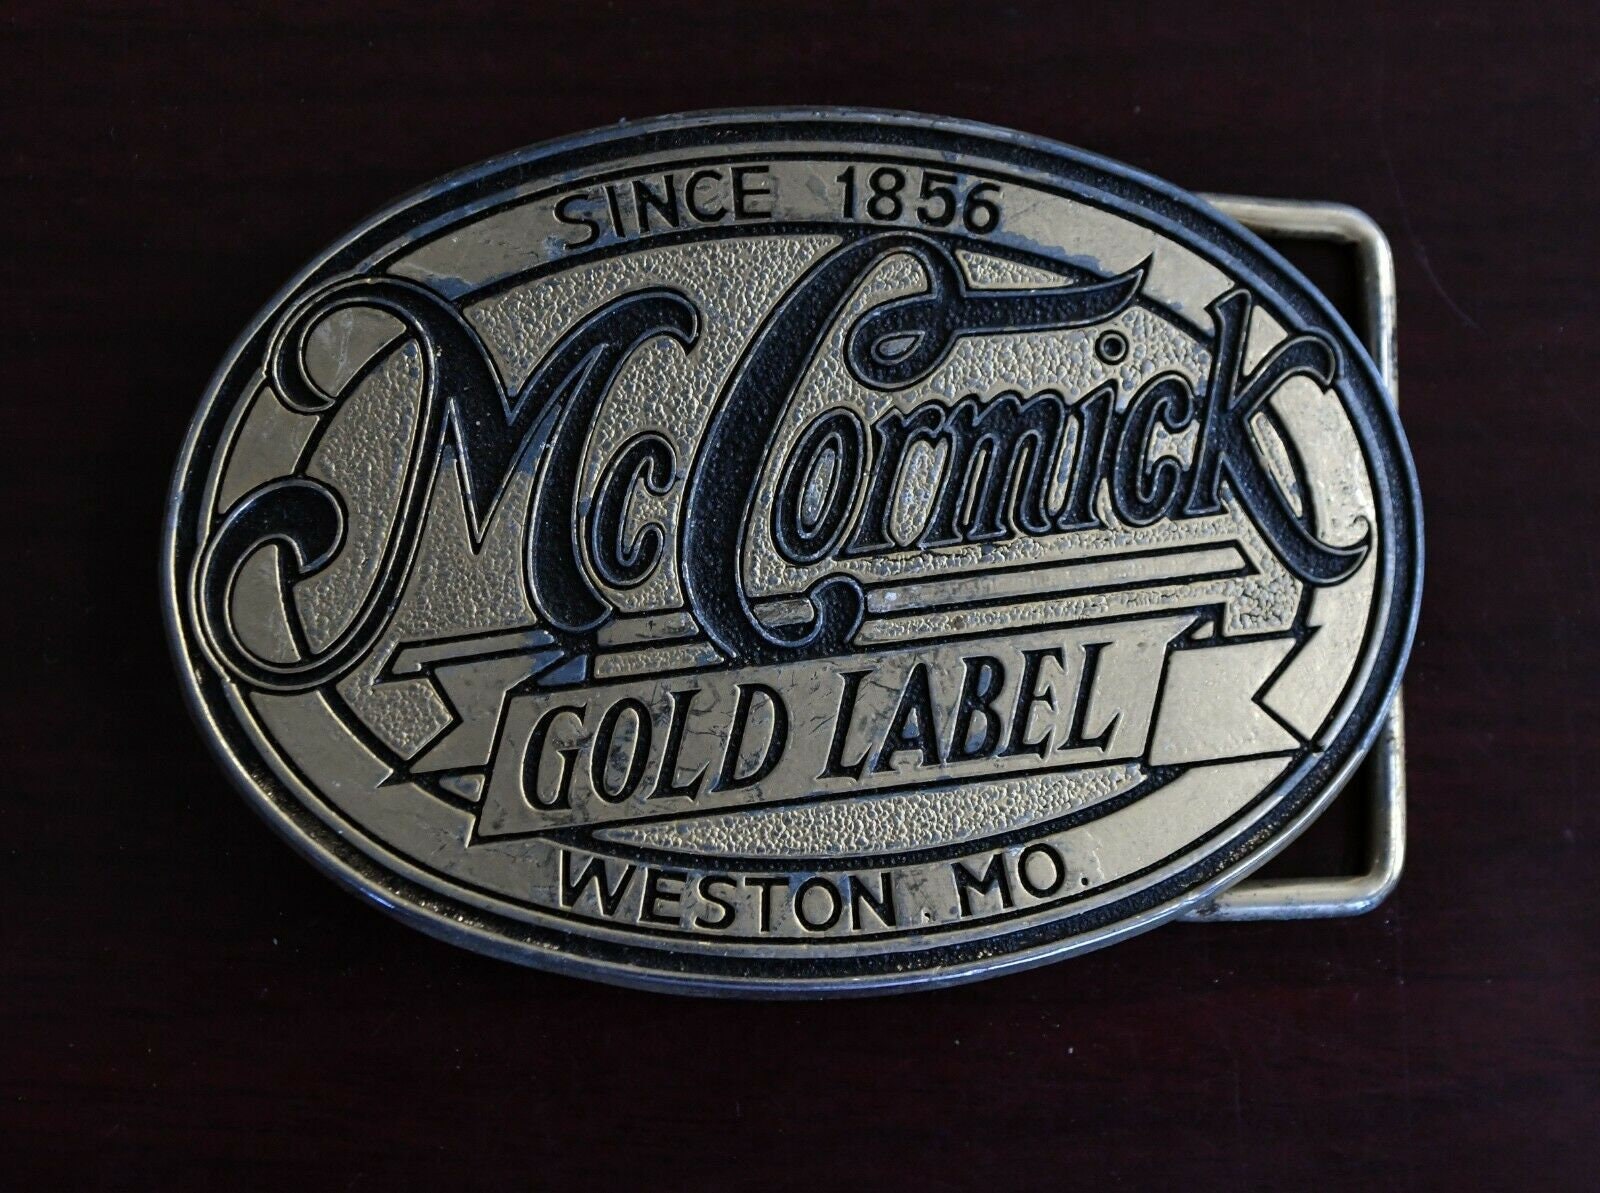 SINCE 1856
McCormick
GOLD LABEL
WESTON. MO.